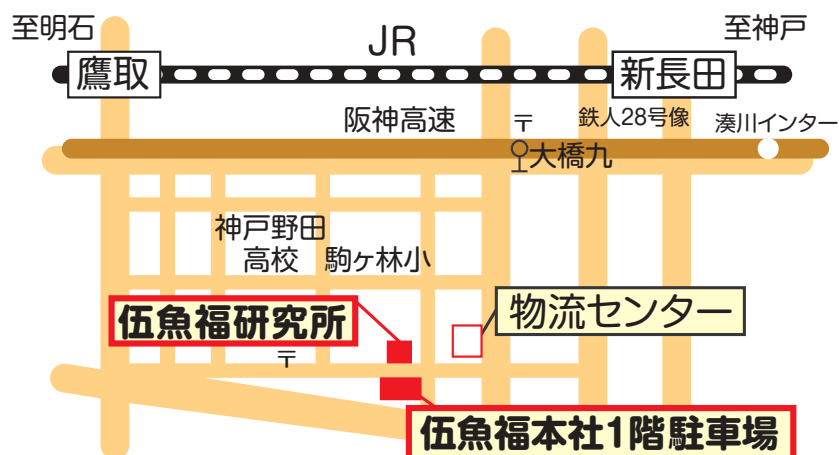 至明石
JR
至神戸
鷹取
新長田
阪神高速
〒
鉄人28号像
湊川インター
大橋九
神戸野田
高校
駒ヶ林小
伍魚福研究所
物流センター
〒
伍魚福本社1階駐車場